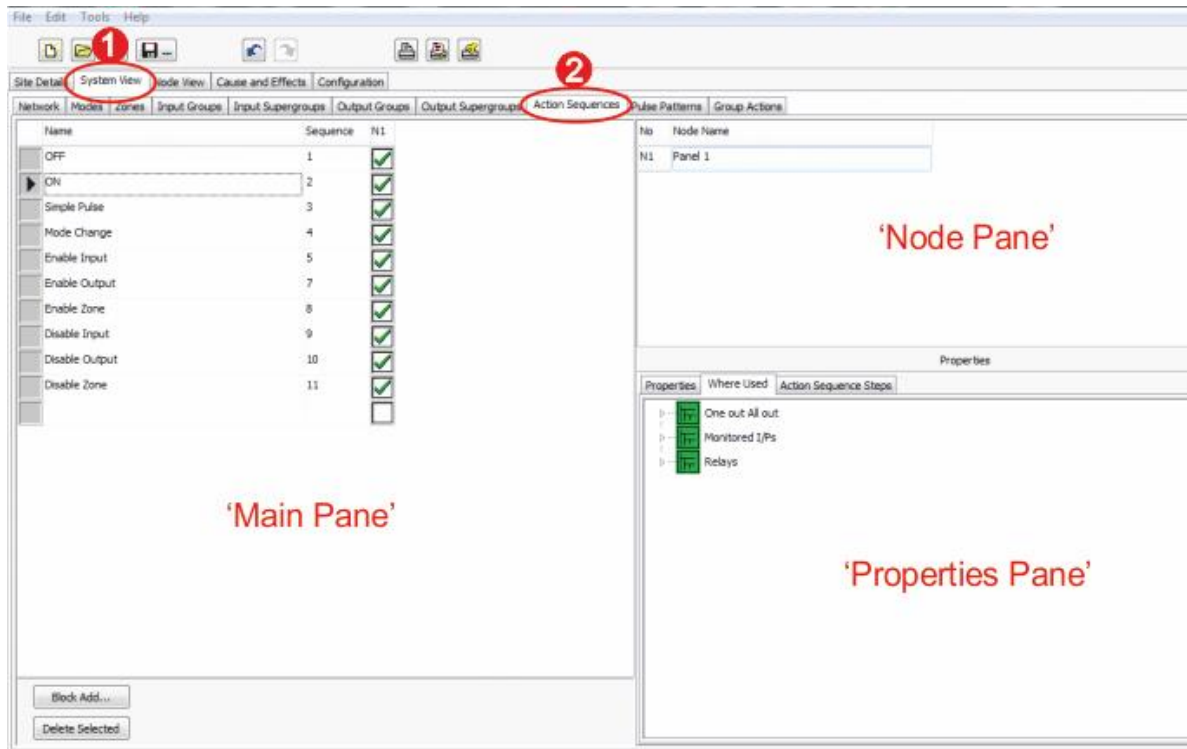 File Edit Tools Help
1
2
Site Details System View Node View Cause and Effects Configuration
Network Modes Zones Input Groups Input Supergroups Output Groups Output Supergroups Action Sequences Pulse Patterns Group Actions
Name Sequence N1
OFF 1
ON 2
Simple Pulse 3
Mode Change 4
Enable Input 5
Enable Output 7
Enable Zone 8
Disable Input 9
Disable Output 10
Disable Zone 11
'Main Pane'
Block Add...
Delete Selected
No Node Name
N1 Panel 1
'Node Pane'
Properties
Properties Where Used Action Sequence Steps
One out All out
Monitored I/Ps
Relays
'Properties Pane'